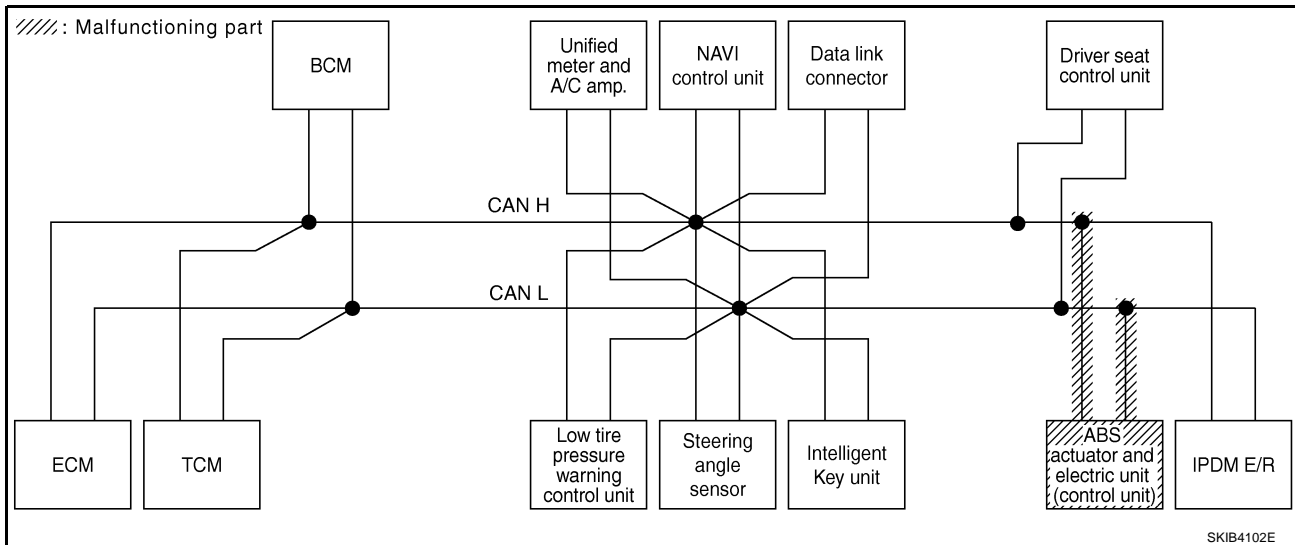 : Malfunctioning part
BCM
Unified
meter and
A/C amp.
NAVI
control unit
Data link
connector
Driver seat
control unit
CAN H
CAN L
ECM
TCM
Low tire
pressure
warning
control unit
Steering
angle
sensor
Intelligent
Key unit
ABS
actuator and
electric unit
(control unit)
IPDM E/R
SKIB4102E